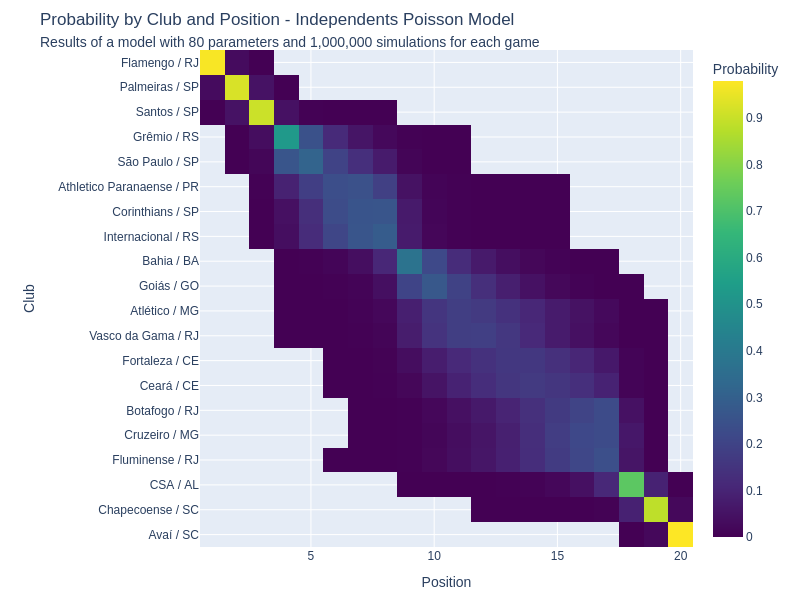 Probability by Club and Position - Independents Poisson Model
Results of a model with 80 parameters and 1,000,000 simulations for each game
Probability
Flamengo / RJ
Palmeiras / SP
Santos / SP
Grêmio / RS
São Paulo / SP
Athletico Paranaense / PR
Corinthians / SP
Internacional / RS
Bahia / BA
Goiás / GO
Atlético / MG
Vasco da Gama / RJ
Fortaleza / CE
Ceará / CE
Botafogo / RJ
Cruzeiro / MG
Fluminense / RJ
CSA / AL
Chapecoense / SC
Avaí / SC
Club
5
10
15
20
Position
0.9
0.8
0.7
0.6
0.5
0.4
0.3
0.2
0.1
0